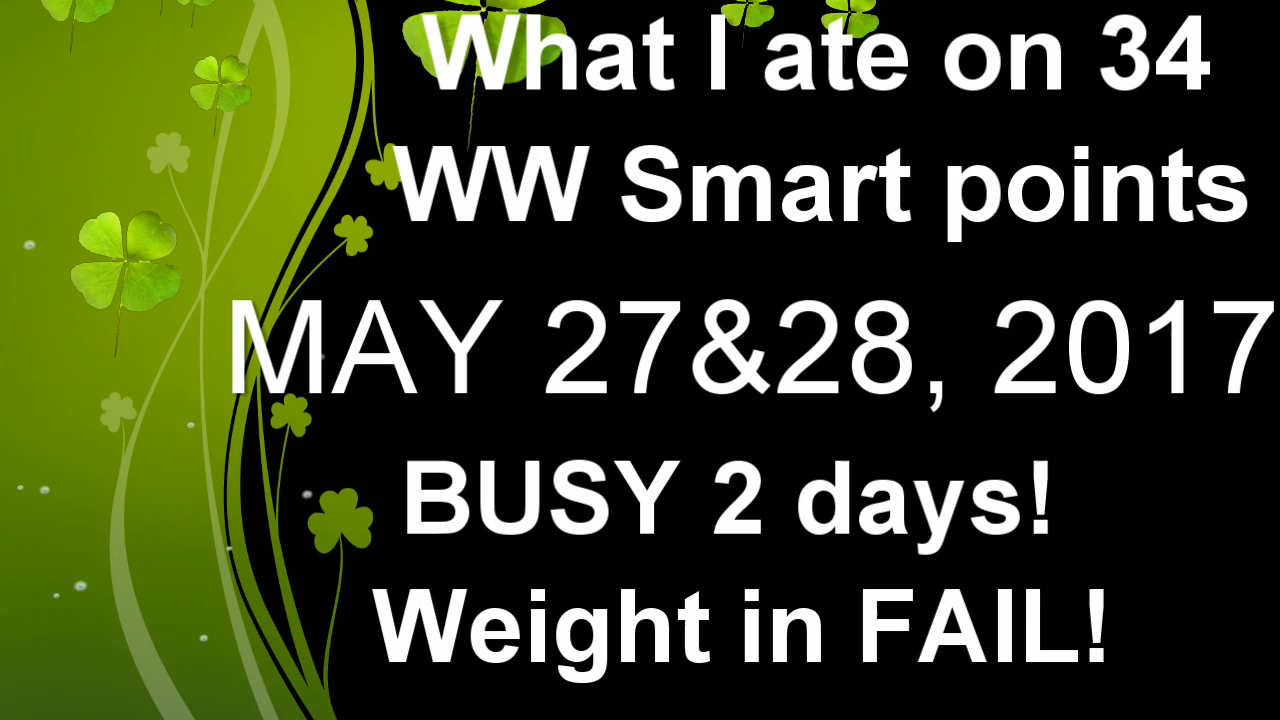 What I ate on 34
WW Smart points
MAY 27&28, 2017
BUSY 2 days!
Weight in FAIL!